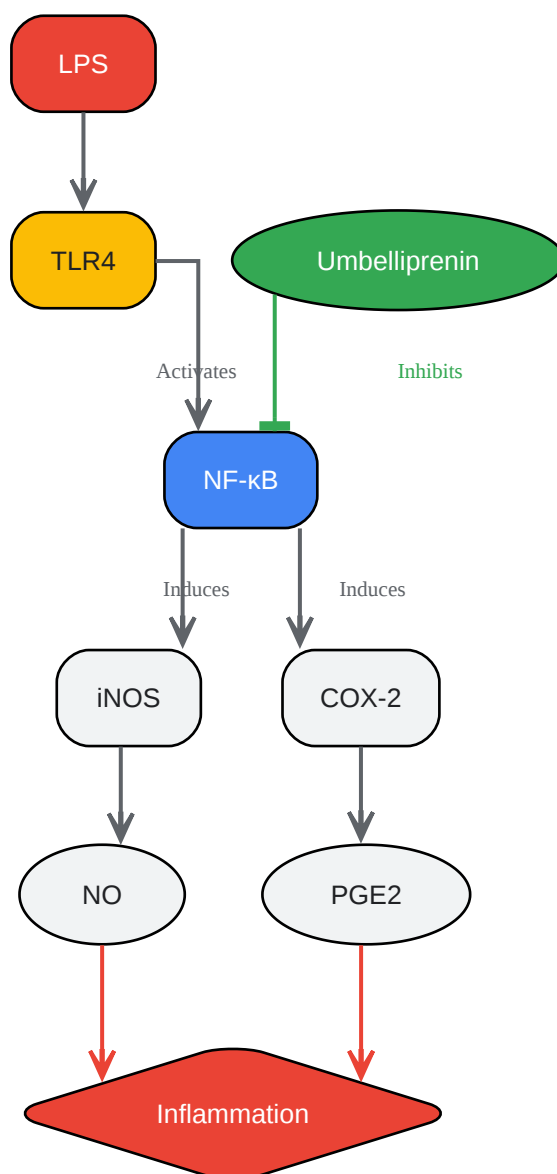 LPS
TLR4
Umbelliprenin
Activates
Inhibits
NF-κB
Induces
Induces
iNOS
COX-2
NO
PGE2
Inflammation